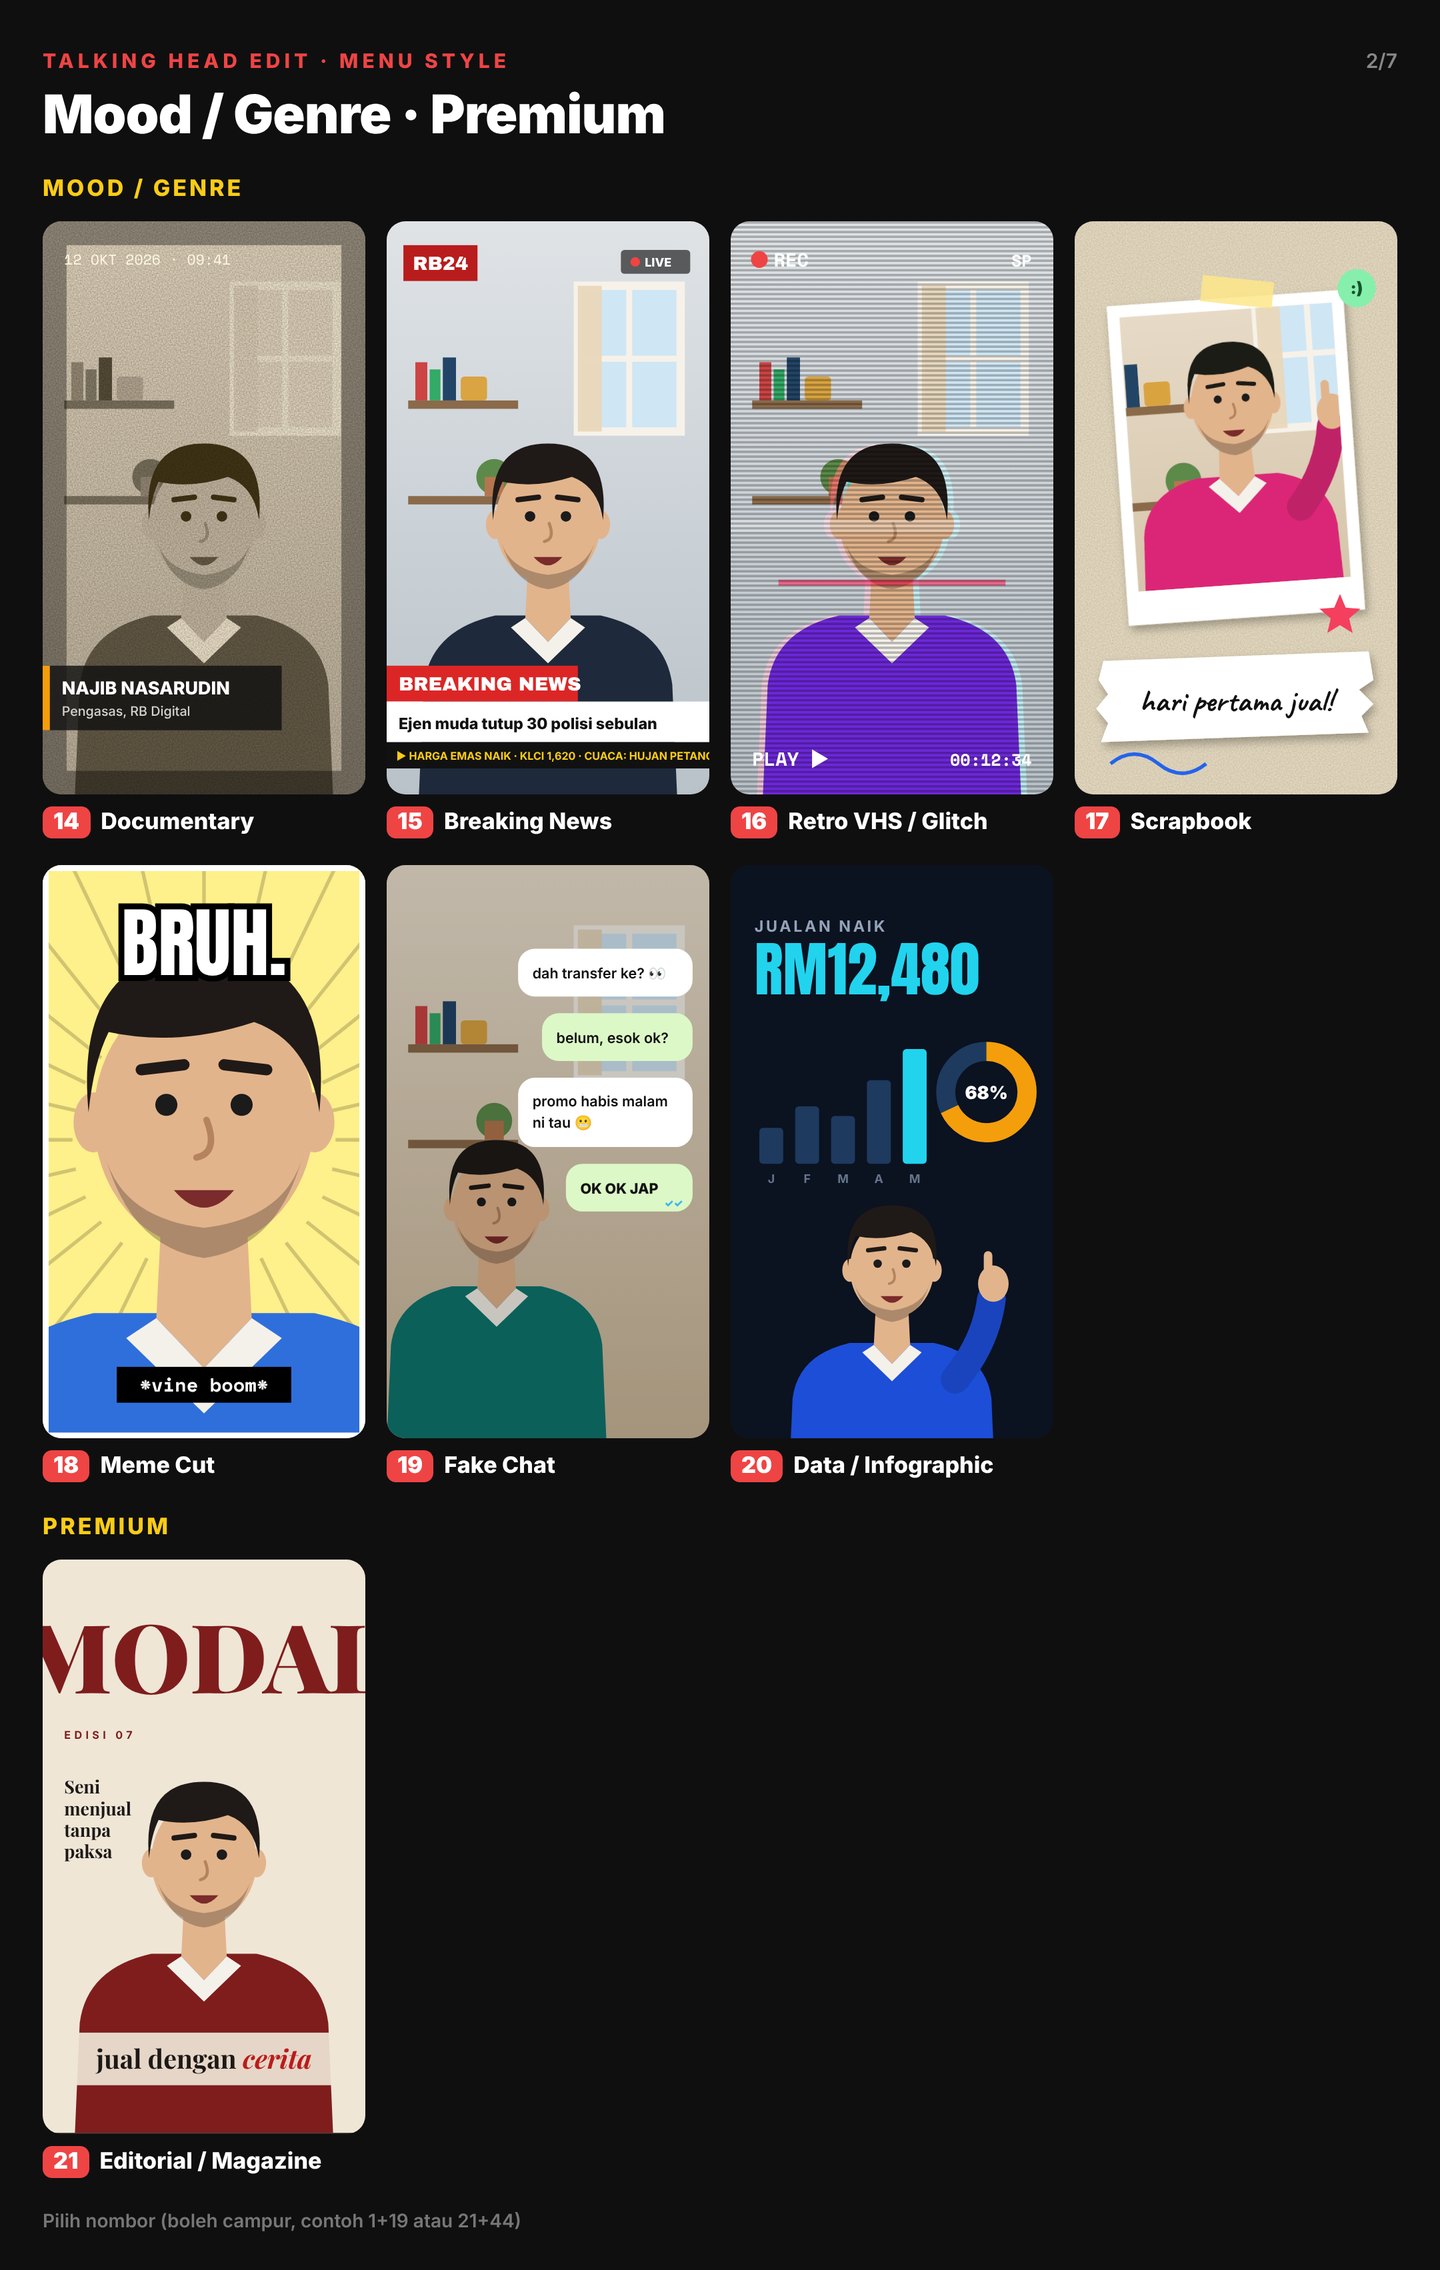 TALKING HEAD EDIT · MENU STYLE
2/7
Mood / Genre · Premium
MOOD / GENRE
12 OKT 2026 · 09:41
NAJIB NASARUDIN
Pengasas, RB Digital
14 Documentary
RB24
LIVE
BREAKING NEWS
Ejen muda tutup 30 polisi sebulan
▶ HARGA EMAS NAIK · KLCI 1,620 · CUACA: HUJAN PETANG
15 Breaking News
REC
SP
PLAY ▶
00:12:34
16 Retro VHS / Glitch
:)
hari pertama jual!
17 Scrapbook
BRUH.
*vine boom*
18 Meme Cut
dah transfer ke? 👀
belum, esok ok?
promo habis malam
ni tau 😬
OK OK JAP
19 Fake Chat
JUALAN NAIK
RM12,480
68%
J F M A M
20 Data / Infographic
PREMIUM
MODAL
EDISI 07
Seni
menjual
tanpa
paksa
jual dengan cerita
21 Editorial / Magazine
Pilih nombor (boleh campur, contoh 1+19 atau 21+44)